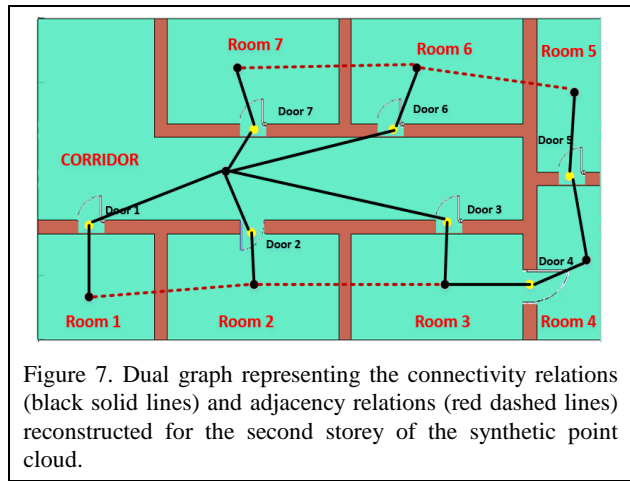 Room 7
Room 6
Room 5
Door 7
Door 6
Door 5
CORRIDOR
Door 1
Door 2
Door 3
Door 4
Room 1
Room 2
Room 3
Room 4
Figure 7. Dual graph representing the connectivity relations
(black solid lines) and adjacency relations (red dashed lines)
reconstructed for the second storey of the synthetic point
cloud.